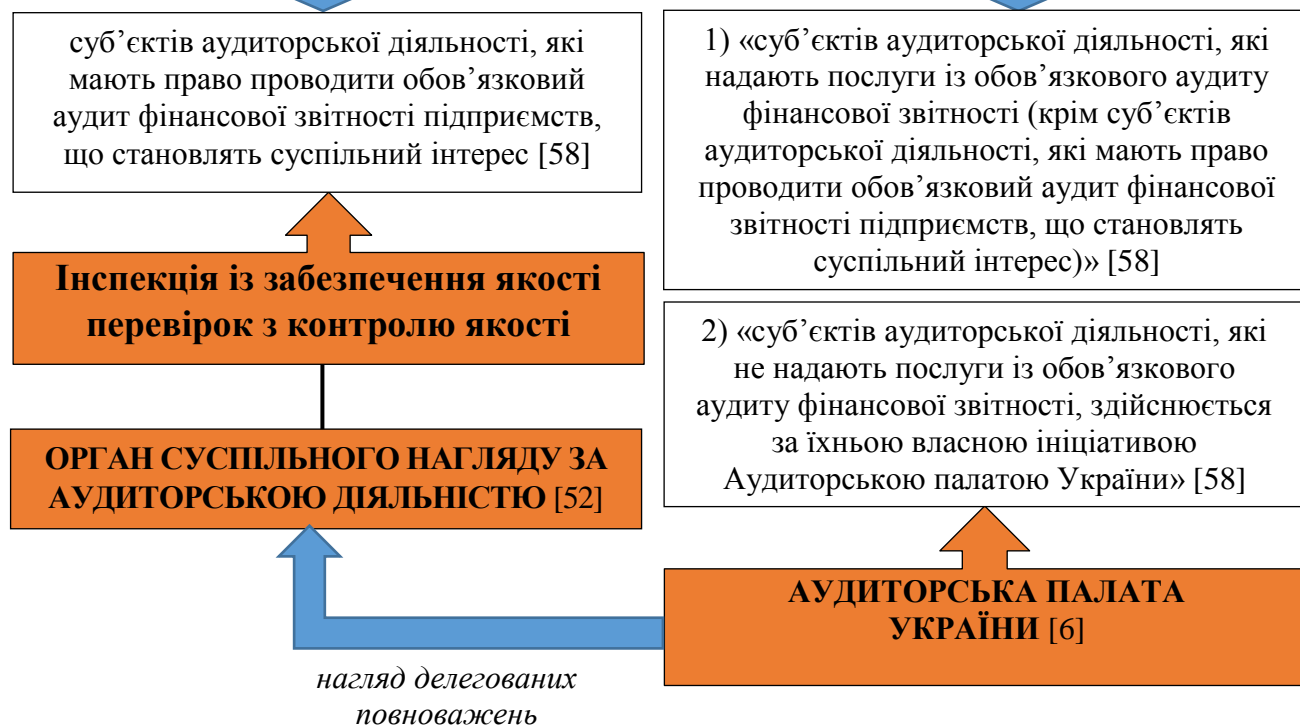 суб’єктів аудиторської діяльності, які
мають право проводити обов’язковий
аудит фінансової звітності підприємств,
що становлять суспільний інтерес [58]
Інспекція із забезпечення якості
перевірок з контролю якості
ОРГАН СУСПІЛЬНОГО НАГЛЯДУ ЗА
АУДИТОРСЬКОЮ ДІЯЛЬНІСТЮ [52]
1) «суб’єктів аудиторської діяльності, які
надають послуги із обов’язкового аудиту
фінансової звітності (крім суб’єктів
аудиторської діяльності, які мають право
проводити обов’язковий аудит фінансової
звітності підприємств, що становлять
суспільний інтерес)» [58]
2) «суб’єктів аудиторської діяльності, які
не надають послуги із обов’язкового
аудиту фінансової звітності, здійснюється
за їхньою власною ініціативою
Аудиторською палатою України» [58]
АУДИТОРСЬКА ПАЛАТА
УКРАЇНИ [6]
нагляд делегованих
повноважень